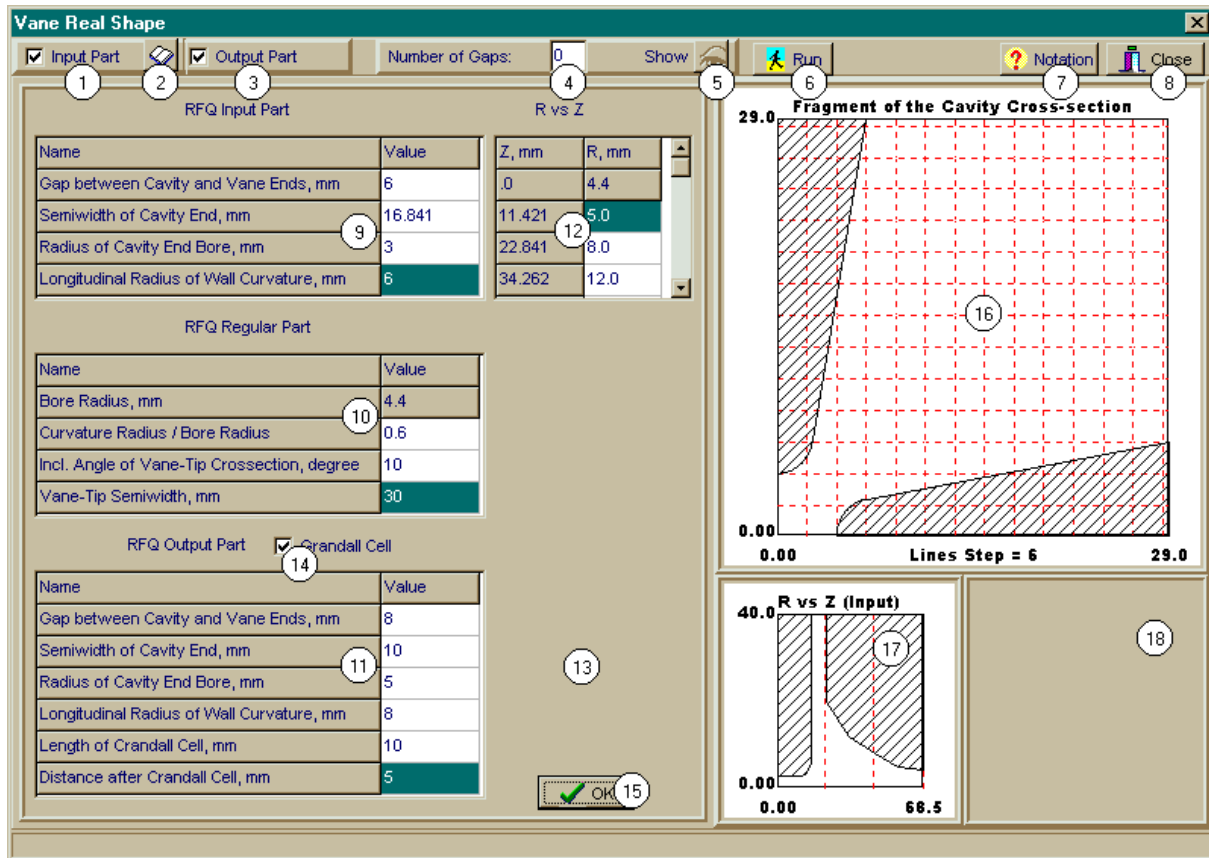 Vane Real Shape
Input Part
Output Part
Number of Gaps: 0 Show
Run
Notation
Close
1 2 3 4 5 6 7 8
RFQ Input Part
R vs Z
Name Value
Gap between Cavity and Vane Ends, mm 6
Semiwidth of Cavity End, mm 16.841
Radius of Cavity End Bore, mm 3
Longitudinal Radius of Wall Curvature, mm 6
9
Z, mm R, mm
.0 4.4
11.421 5.0
22.841 8.0
34.262 12.0
12
RFQ Regular Part
Name Value
Bore Radius, mm 4.4
Curvature Radius / Bore Radius 0.6
Incl. Angle of Vane-Tip Crossection, degree 10
Vane-Tip Semiwidth, mm 30
10
RFQ Output Part
Crandall Cell
14
Name Value
Gap between Cavity and Vane Ends, mm 8
Semiwidth of Cavity End, mm 10
Radius of Cavity End Bore, mm 5
Longitudinal Radius of Wall Curvature, mm 8
Length of Crandall Cell, mm 10
Distance after Crandall Cell, mm 5
11
13
OK
15
Fragment of the Cavity Cross-section
29.0
16
0.00
0.00 Lines Step = 6 29.0
R vs Z (Input)
40.0
17
0.00
0.00 66.5
18